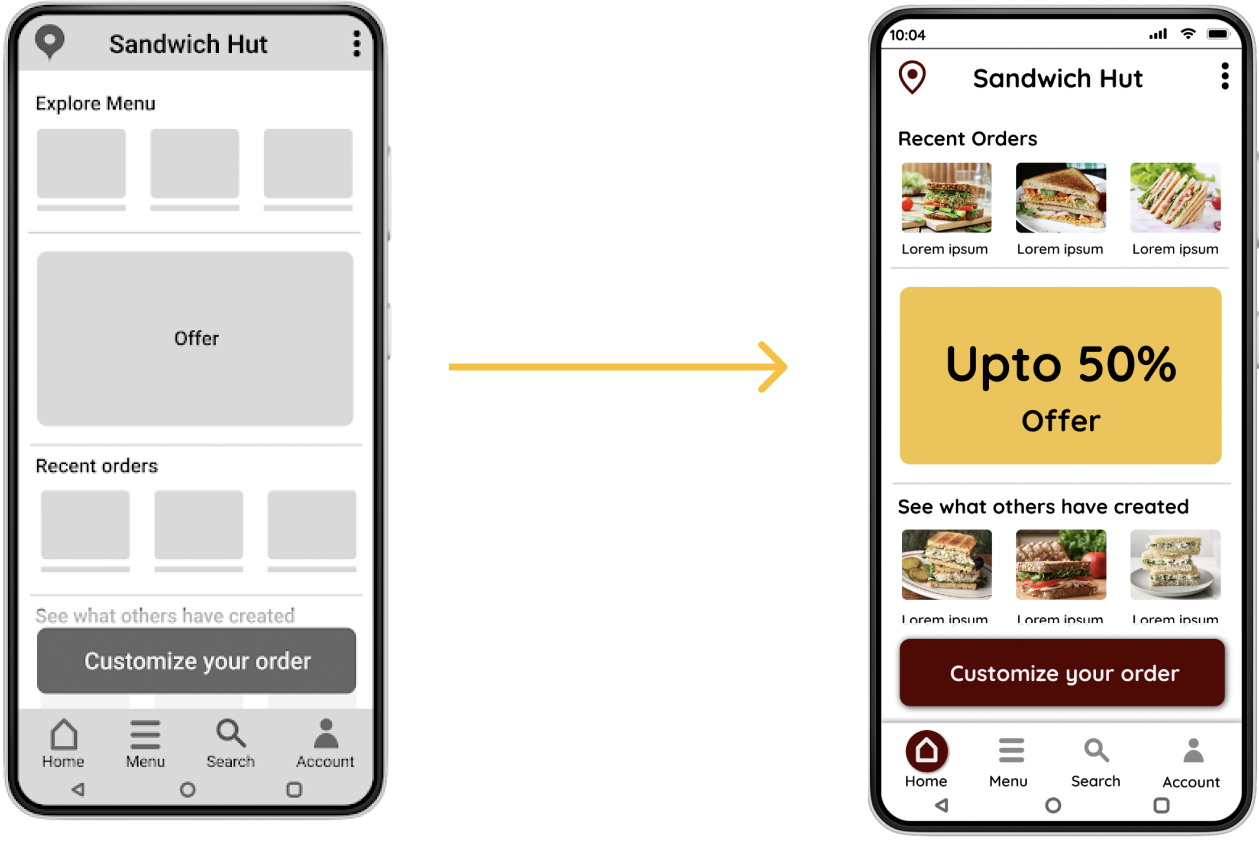 Sandwich Hut
Explore Menu
Offer
Recent orders
See what others have created
Customize your order
Home Menu Search Account
10:04
Sandwich Hut
Recent Orders
Lorem ipsum Lorem ipsum Lorem ipsum
Upto 50%
Offer
See what others have created
Lorem ipsum Lorem ipsum Lorem ipsum
Customize your order
Home Menu Search Account